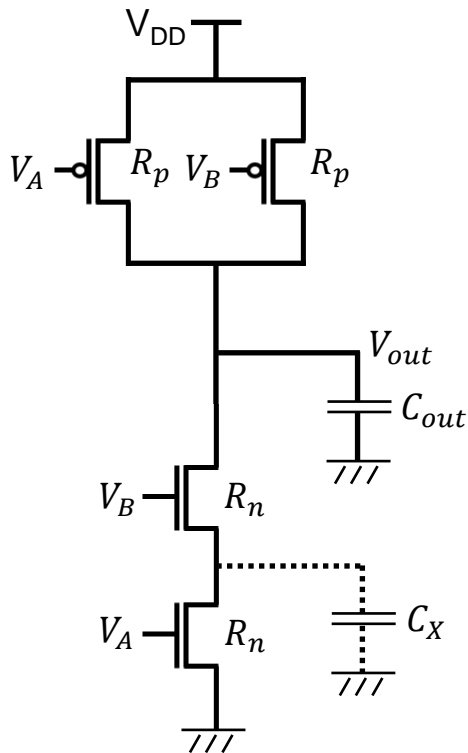 V_DD
V_A R_p V_B R_p
V_out
C_out
V_B R_n
C_X
V_A R_n